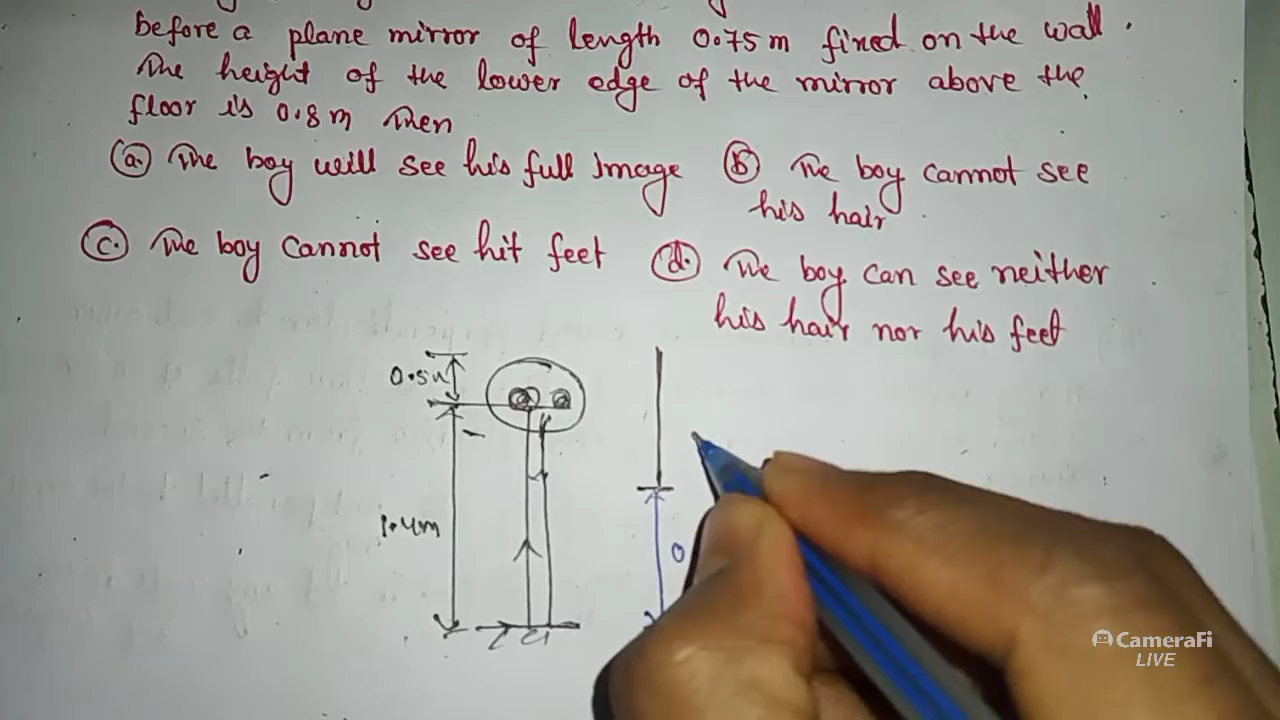 before a plane mirror of length 0.75m fixed on the wall.
The height of the lower edge of the mirror above the
floor is 0.8m Then
(a.) The boy will see his full Image (b) The boy cannot see
his hair
(c.) The boy cannot see hit feet (d.) The boy can see neither
his hair nor his feet
1.4m
0
CameraFi
LIVE